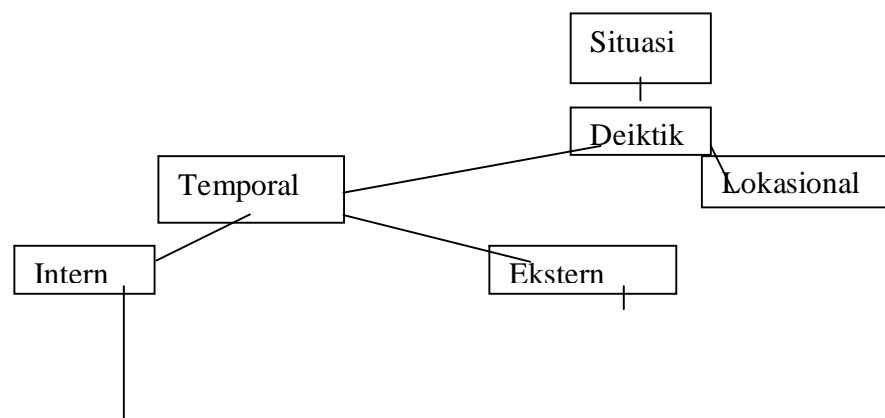 Situasi
Deiktik
Temporal
Lokasional
Intern
Ekstern